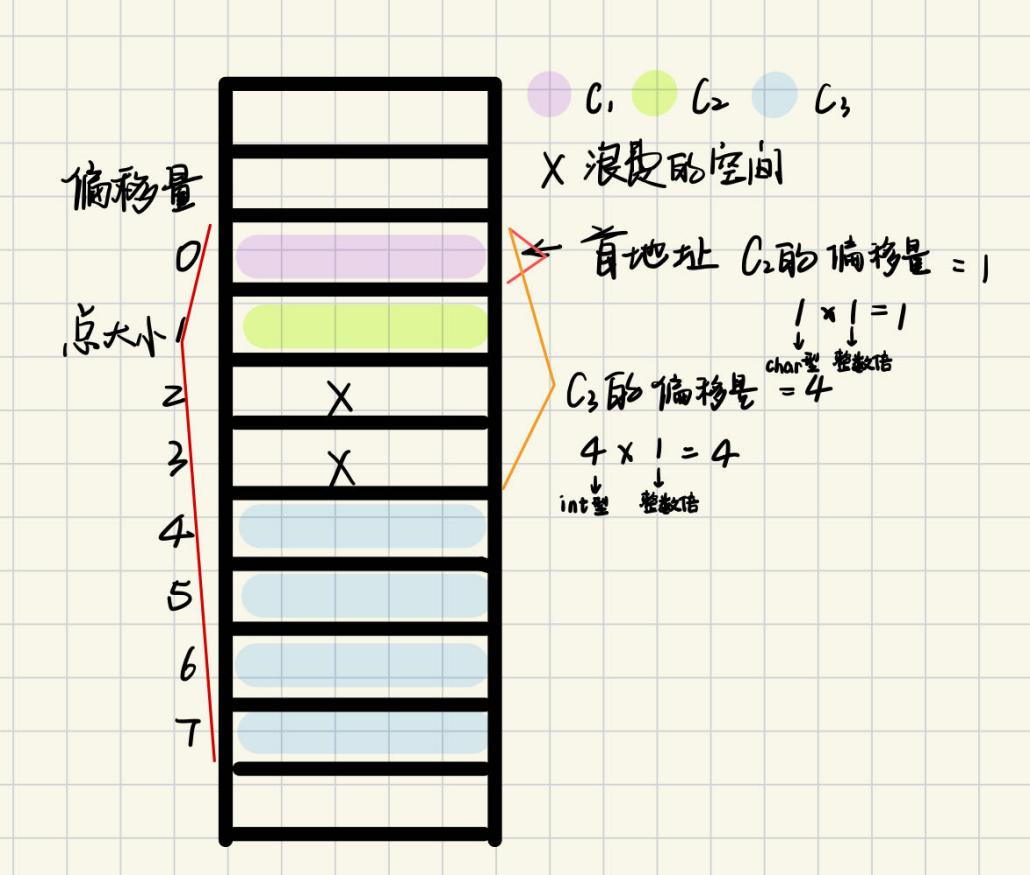 C₁ C₂ C₃
X 浪费的空间
偏移量
0
← 首地址 C₂的偏移量 = 1
1 × 1 = 1
char型 整数倍
总大小 1
2 X
C₃的偏移量 = 4
3 X
4 × 1 = 4
int型 整数倍
4
5
6
7